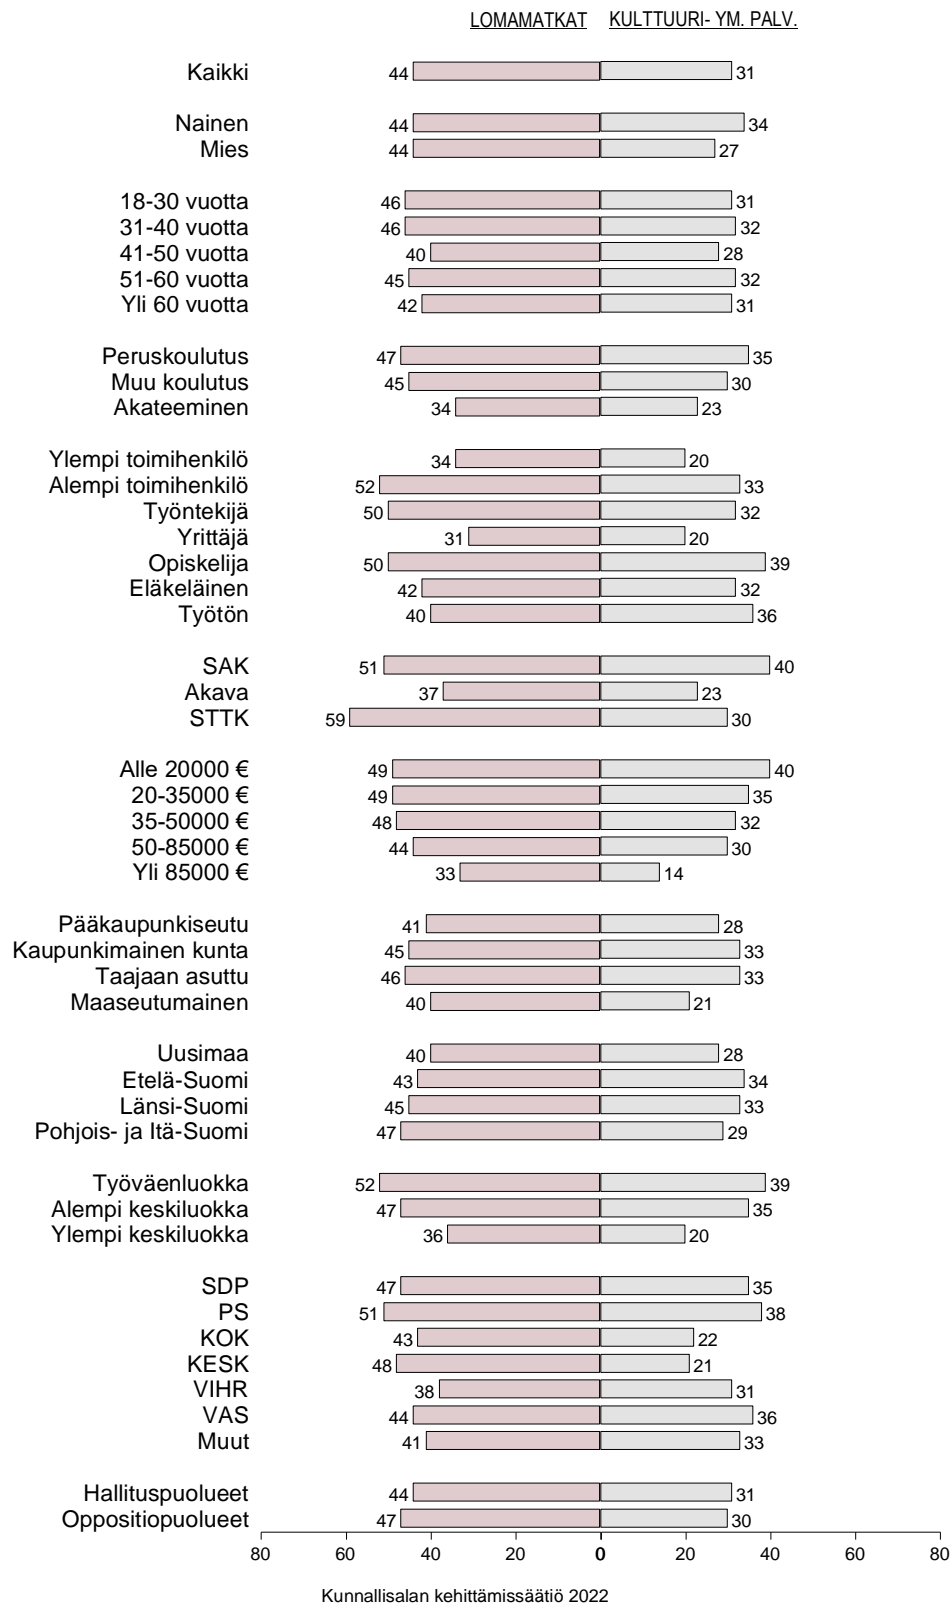 LOMAMATKAT KULTTUURI- YM. PALV.
Kaikki 44 31
Nainen 44 34
Mies 44 27
18-30 vuotta 46 31
31-40 vuotta 46 32
41-50 vuotta 40 28
51-60 vuotta 45 32
Yli 60 vuotta 42 31
Peruskoulutus 47 35
Muu koulutus 45 30
Akateeminen 34 23
Ylempi toimihenkilö 34 20
Alempi toimihenkilö 52 33
Työntekijä 50 32
Yrittäjä 31 20
Opiskelija 50 39
Eläkeläinen 42 32
Työtön 40 36
SAK 51 40
Akava 37 23
STTK 59 30
Alle 20000 € 49 40
20-35000 € 49 35
35-50000 € 48 32
50-85000 € 44 30
Yli 85000 € 33 14
Pääkaupunkiseutu 41 28
Kaupunkimainen kunta 45 33
Taajaan asuttu 46 33
Maaseutumainen 40 21
Uusimaa 40 28
Etelä-Suomi 43 34
Länsi-Suomi 45 33
Pohjois- ja Itä-Suomi 47 29
Työväenluokka 52 39
Alempi keskiluokka 47 35
Ylempi keskiluokka 36 20
SDP 47 35
PS 51 38
KOK 43 22
KESK 48 21
VIHR 38 31
VAS 44 36
Muut 41 33
Hallituspuolueet 44 31
Oppositiopuolueet 47 30
80 60 40 20 0 20 40 60 80
Kunnallisalan kehittämissäätiö 2022